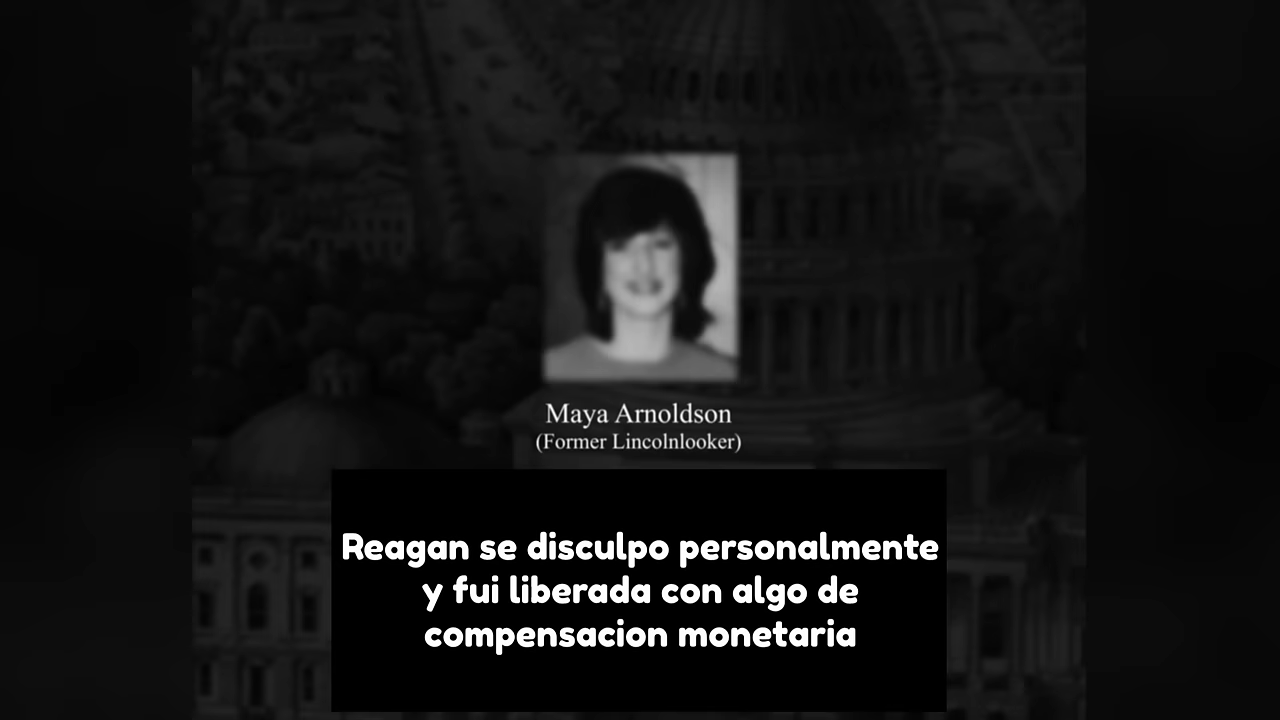 Maya Arnoldson
(Former Lincolnlooker)
Reagan se disculpo personalmente
y fui liberada con algo de
compensacion monetaria